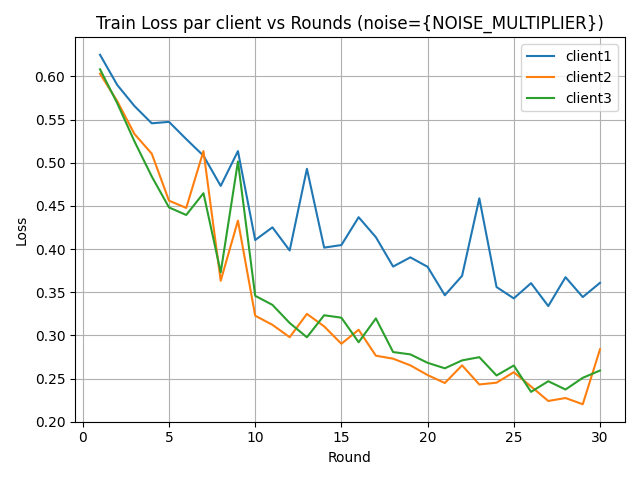 Train Loss par client vs Rounds (noise={NOISE_MULTIPLIER})
client1
client2
client3
Loss
0.60
0.55
0.50
0.45
0.40
0.35
0.30
0.25
0.20
0 5 10 15 20 25 30
Round